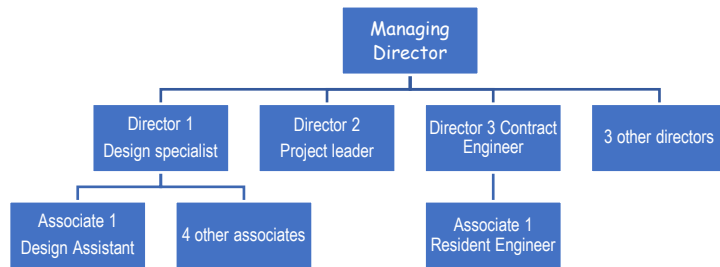 Managing
Director
Director 1
Design specialist
Director 2
Project leader
Director 3 Contract
Engineer
3 other directors
Associate 1
Design Assistant
4 other associates
Associate 1
Resident Engineer